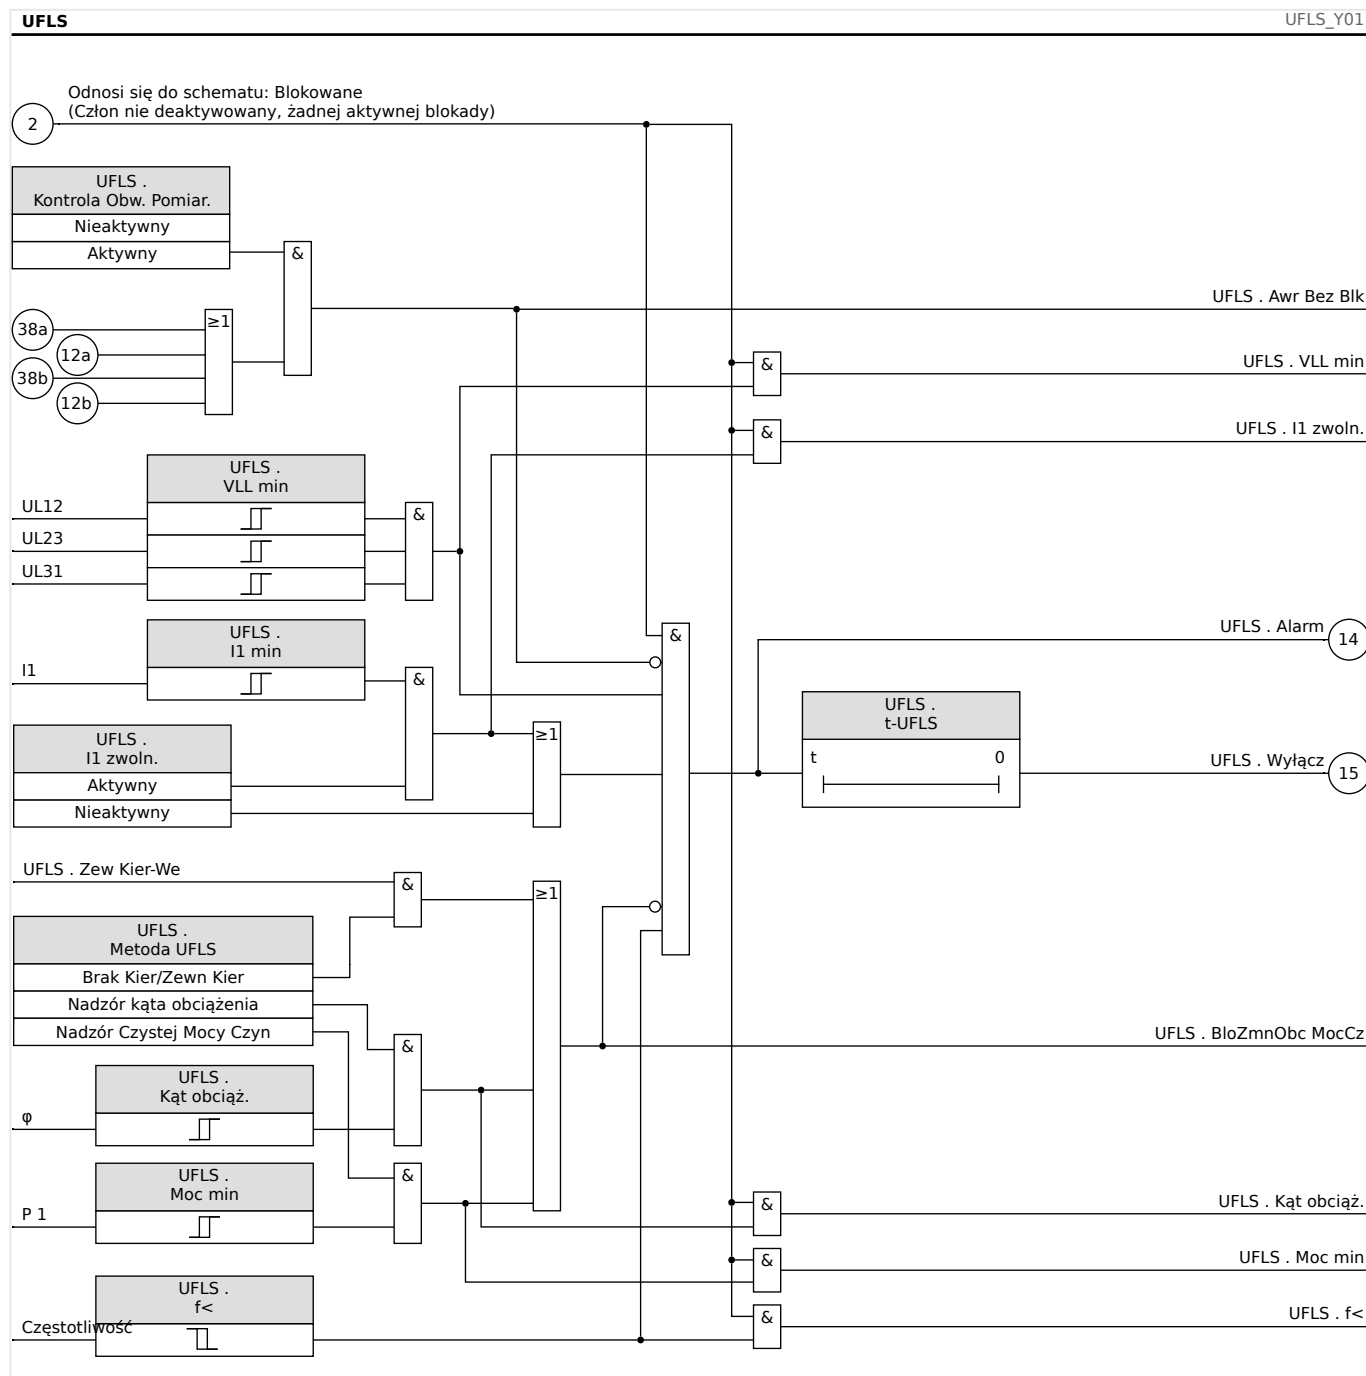 UFLS
UFLS_Y01
Odnosi się do schematu: Blokowane
(Człon nie deaktywowany, żadnej aktywnej blokady)
2
UFLS .
Kontrola Obw. Pomiar.
Nieaktywny
Aktywny
&
UFLS . Awr Bez Blk
38a
≥1
12a
38b
12b
&
UFLS . VLL min
&
UFLS . I1 zwoln.
UFLS .
VLL min
UL12
&
UL23
UL31
UFLS .
I1 min
I1
&
&
UFLS . Alarm
14
UFLS .
t-UFLS
t
0
UFLS . Wyłącz
15
UFLS .
I1 zwoln.
Aktywny
Nieaktywny
≥1
UFLS . Zew Kier-We
&
≥1
UFLS .
Metoda UFLS
Brak Kier/Zewn Kier
Nadzór kąta obciążenia
Nadzór Czystej Mocy Czyn
&
UFLS . BloZmnObc MocCz
UFLS .
Kąt obciąż.
φ
UFLS .
Moc min
P 1
&
&
UFLS . Kąt obciąż.
&
UFLS . Moc min
UFLS .
f<
Częstotliwość
&
UFLS . f<